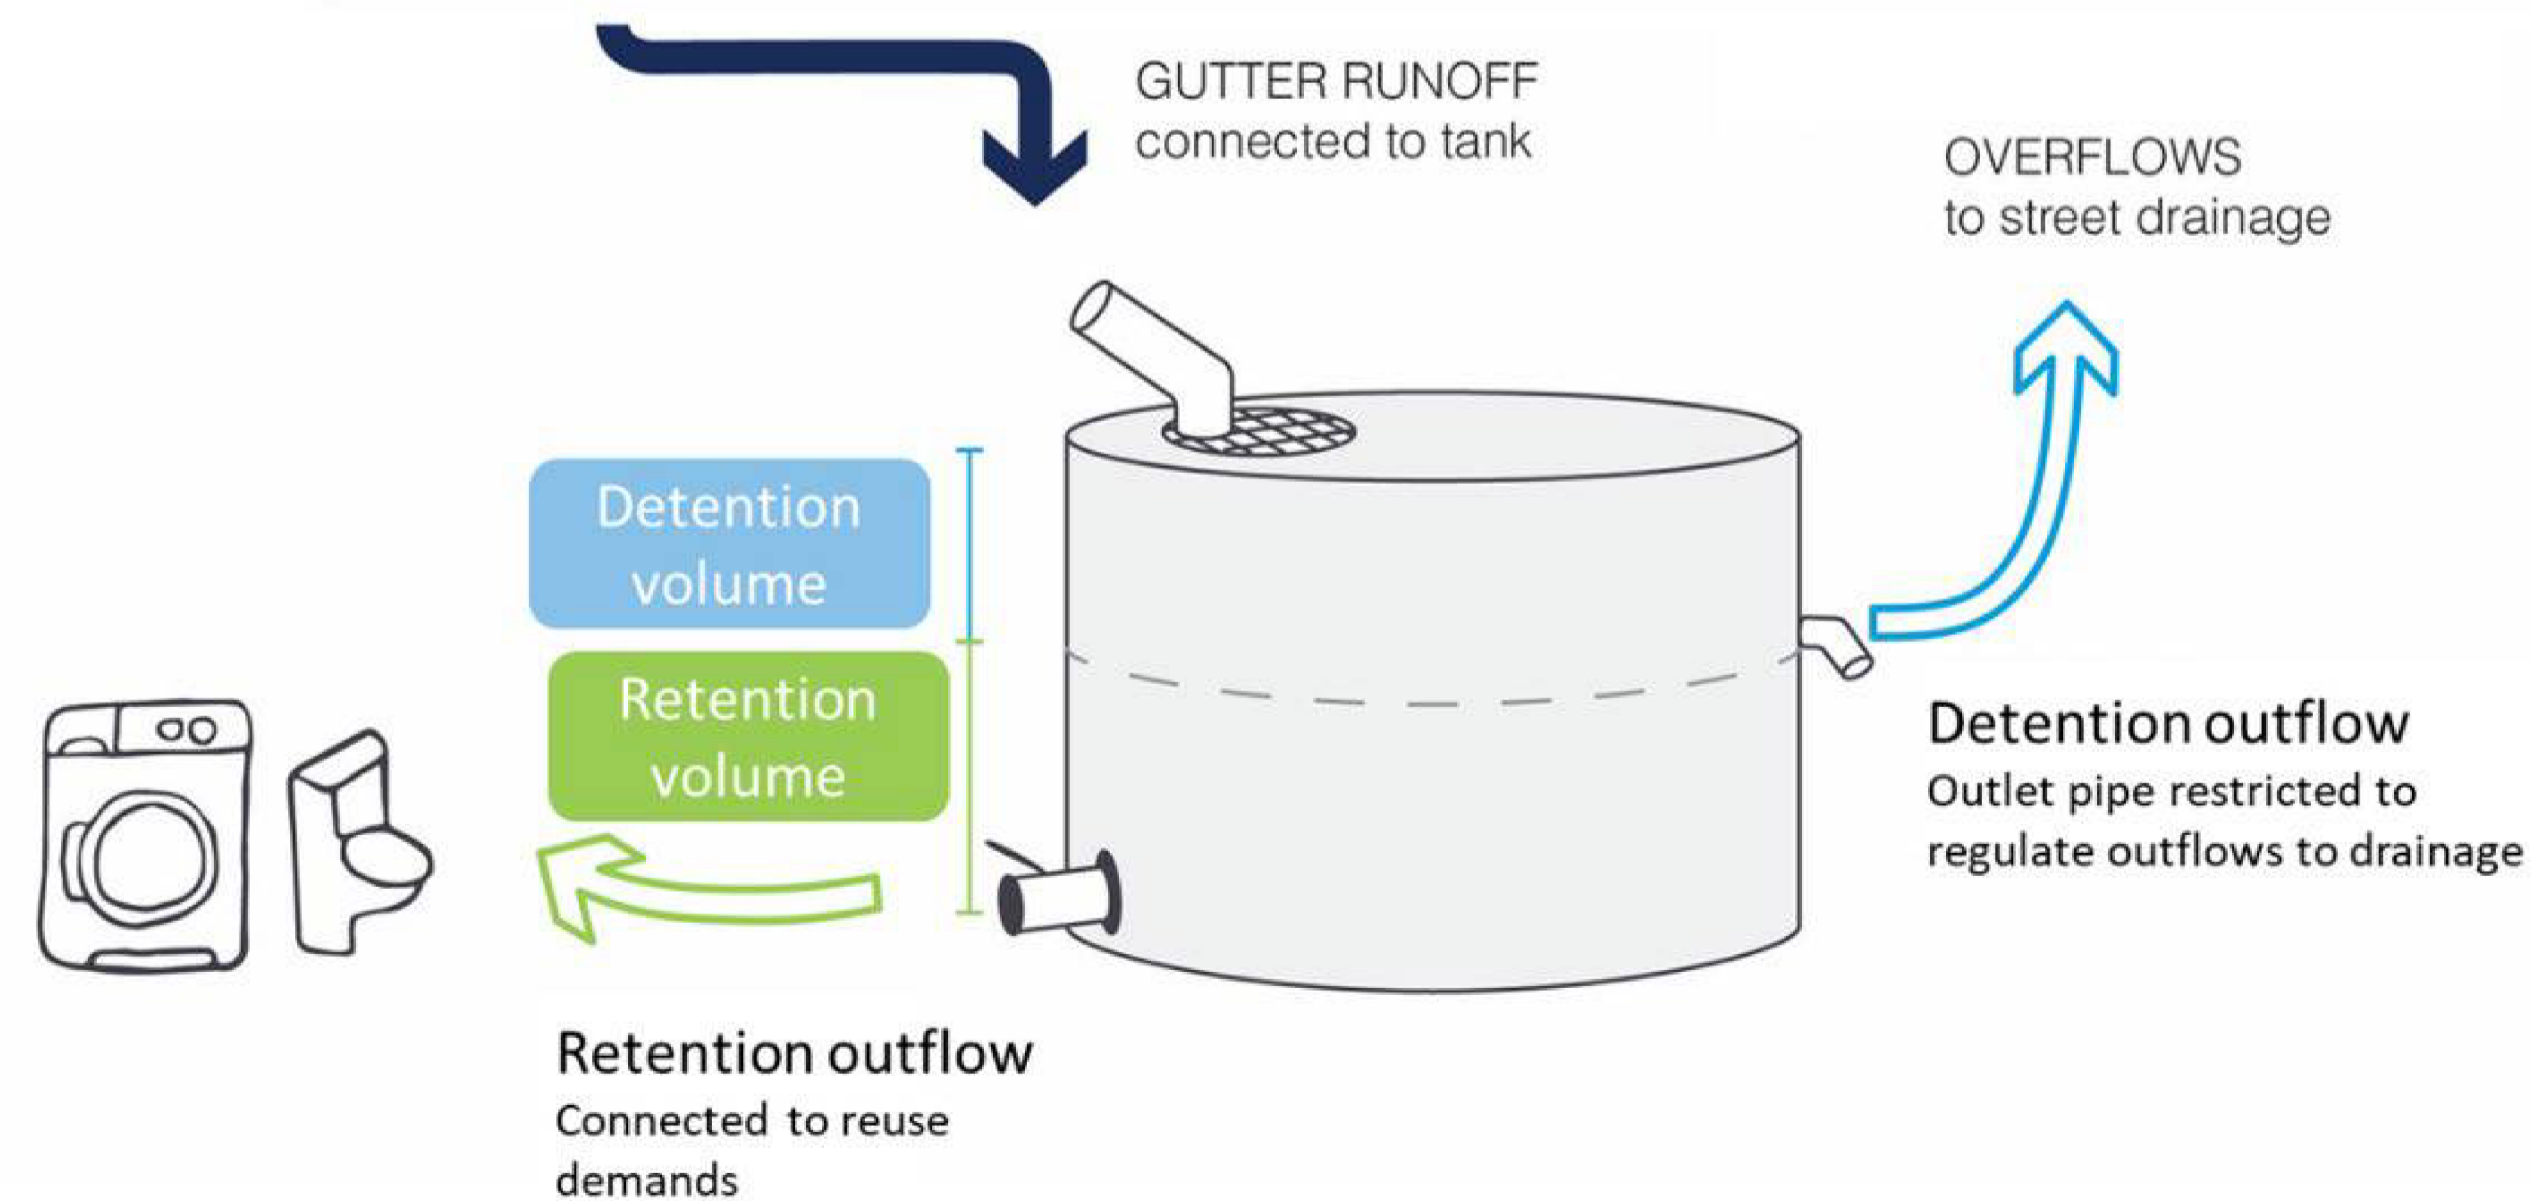 GUTTER RUNOFF
connected to tank
OVERFLOWS
to street drainage
Detention
volume
Retention
volume
Detention outflow
Outlet pipe restricted to
regulate outflows to drainage
Retention outflow
Connected to reuse
demands